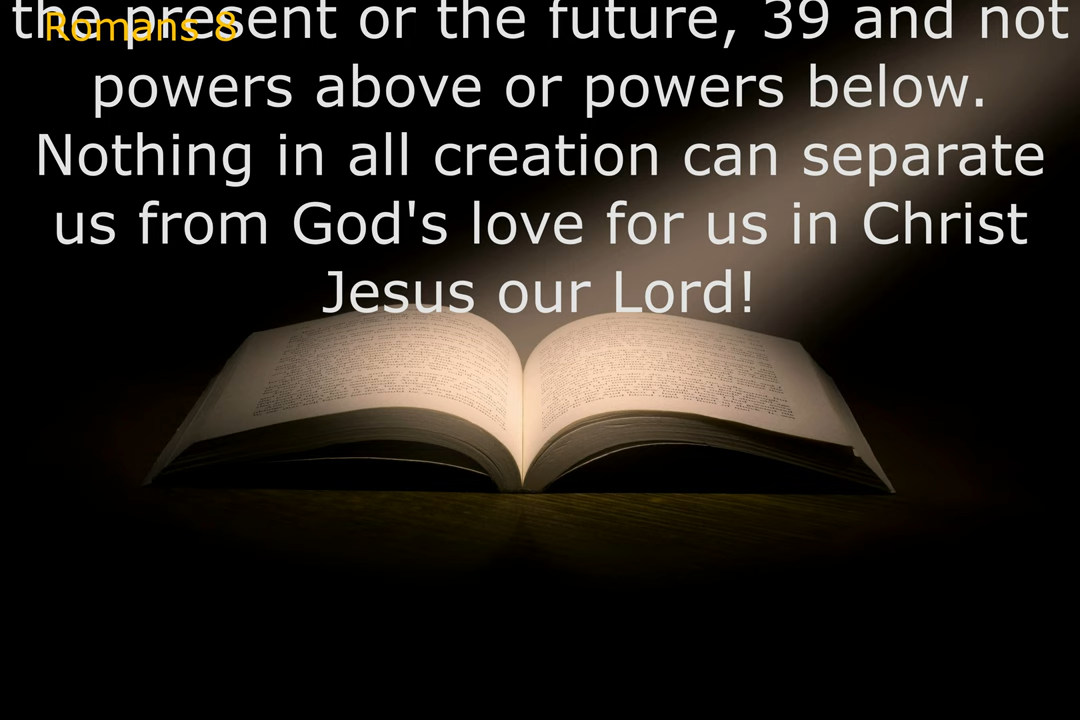 Romans 8
the present or the future, 39 and not
powers above or powers below.
Nothing in all creation can separate
us from God's love for us in Christ
Jesus our Lord!